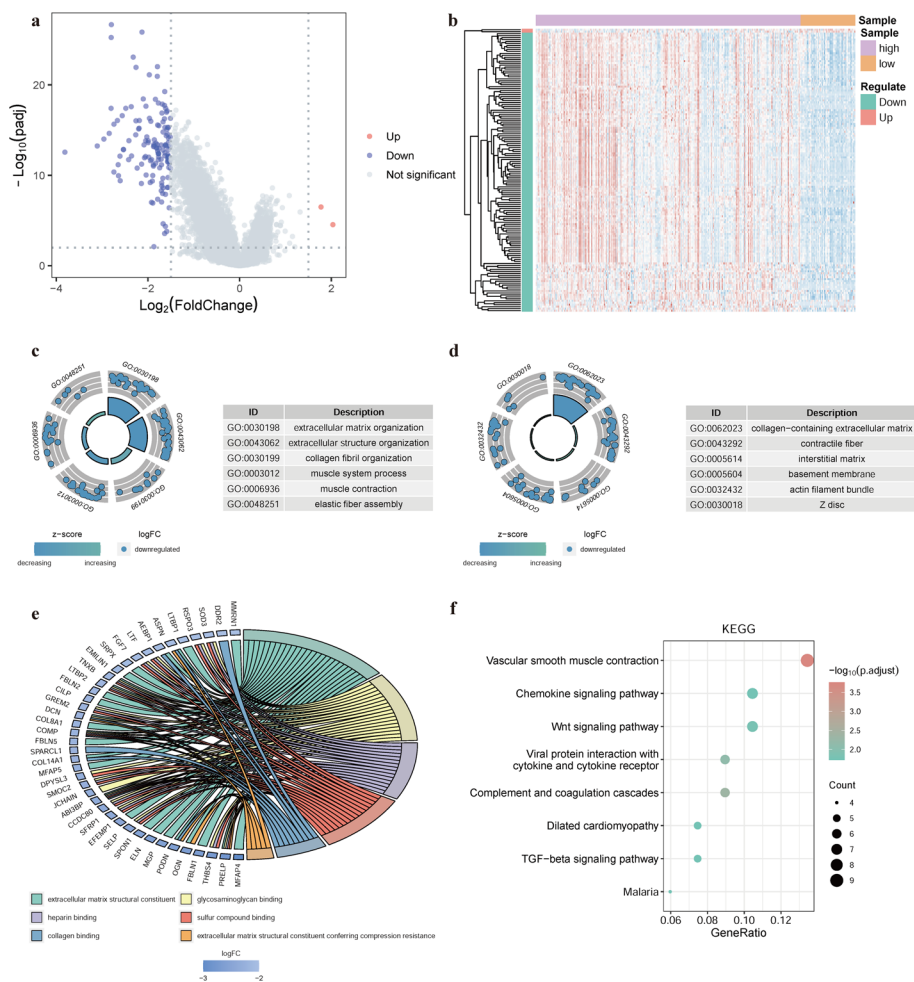 a
− Log10(padj)
20
10
0
−4
−2
0
2
Log2(FoldChange)
Up
Down
Not significant
b
Sample
Sample
high
low
Regulate
Down
Up
c
GO:0048251
GO:0030198
GO:0043062
GO:0030199
GO:0003012
GO:0006936
ID Description
GO:0030198 extracellular matrix organization
GO:0043062 extracellular structure organization
GO:0030199 collagen fibril organization
GO:0003012 muscle system process
GO:0006936 muscle contraction
GO:0048251 elastic fiber assembly
z−score
decreasing increasing
logFC
downregulated
d
GO:0030018
GO:0062023
GO:0043292
GO:0005614
GO:0005604
GO:0032432
ID Description
GO:0062023 collagen−containing extracellular matrix
GO:0043292 contractile fiber
GO:0005614 interstitial matrix
GO:0005604 basement membrane
GO:0032432 actin filament bundle
GO:0030018 Z disc
z−score
decreasing increasing
logFC
downregulated
e
MMRN1
DDR2
SOD3
RSPO3
LTBP1
ASPN
AEBP1
LTF
FGF7
SRPX
EMILIN1
TNXB
LTBP2
FBLN2
CILP
GREM2
DCN
COL8A1
COMP
FBLN5
SPARCL1
COL14A1
MFAP5
DPYSL3
SMOC2
JCHAIN
ABI3BP
CCDC80
SFRP1
EFEMP1
SELP
SPON1
ELN
MGP
PODN
OGN
FBLN1
THBS4
PRELP
MFAP4
extracellular matrix structural constituent
glycosaminoglycan binding
heparin binding
sulfur compound binding
collagen binding
extracellular matrix structural constituent conferring compression resistance
logFC
−3 −2
f
KEGG
Vascular smooth muscle contraction
Chemokine signaling pathway
Wnt signaling pathway
Viral protein interaction with
cytokine and cytokine receptor
Complement and coagulation cascades
Dilated cardiomyopathy
TGF−beta signaling pathway
Malaria
0.06 0.08 0.10 0.12
GeneRatio
−log10(p.adjust)
3.5
3.0
2.5
2.0
Count
4
5
6
7
8
9